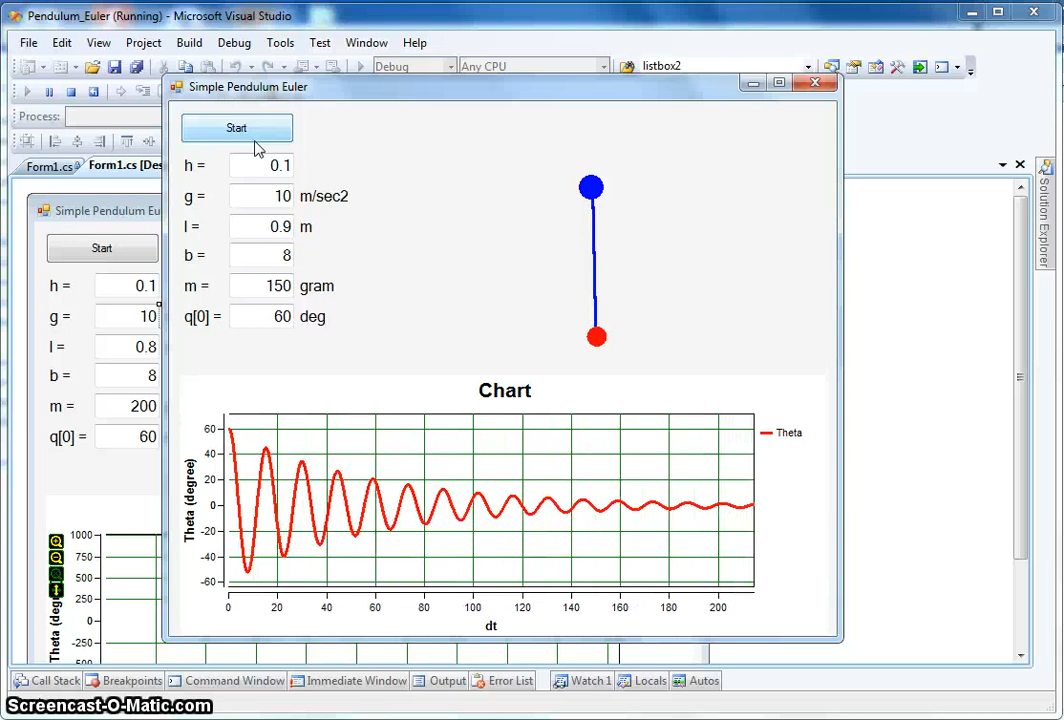 Pendulum_Euler (Running) - Microsoft Visual Studio
File Edit View Project Build Debug Tools Test Window Help
Debug Any CPU listbox2
Process:
Form1.cs Form1.cs [Des
Simple Pendulum Eu
Start
h = 0.1
g = 10
l = 0.8
b = 8
m = 200
q[0] = 60
1000
750
500
250
0
-250
-500
Theta (deg
Simple Pendulum Euler
Start
h = 0.1
g = 10 m/sec2
l = 0.9 m
b = 8
m = 150 gram
q[0] = 60 deg
Chart
Theta (degree)
60
40
20
0
-20
-40
-60
0 20 40 60 80 100 120 140 160 180 200
dt
Theta
Solution Explorer
Call Stack Breakpoints Command Window Immediate Window Output Error List Watch 1 Locals Autos
Screencast-O-Matic.com